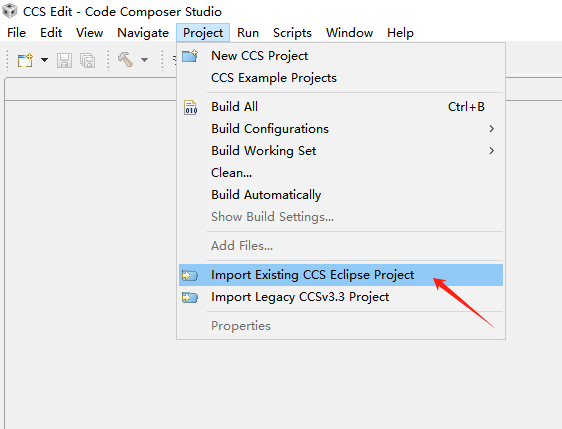 CCS Edit - Code Composer Studio
File Edit View Navigate Project Run Scripts Window Help
New CCS Project
CCS Example Projects
010
Build All Ctrl+B
Build Configurations
Build Working Set
Clean...
Build Automatically
Show Build Settings...
Add Files...
Import Existing CCS Eclipse Project
Import Legacy CCSv3.3 Project
Properties